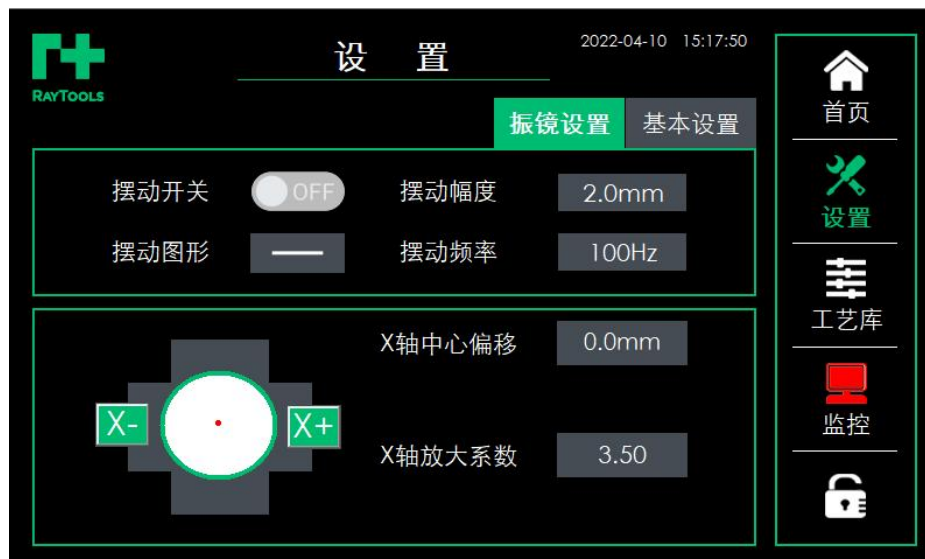 RAYTOOLS
设 置
2022-04-10 15:17:50
振镜设置 基本设置
摆动开关 OFF 摆动幅度 2.0mm
摆动图形 摆动频率 100Hz
X轴中心偏移 0.0mm
X- X+
X轴放大系数 3.50
首页
设置
工艺库
监控